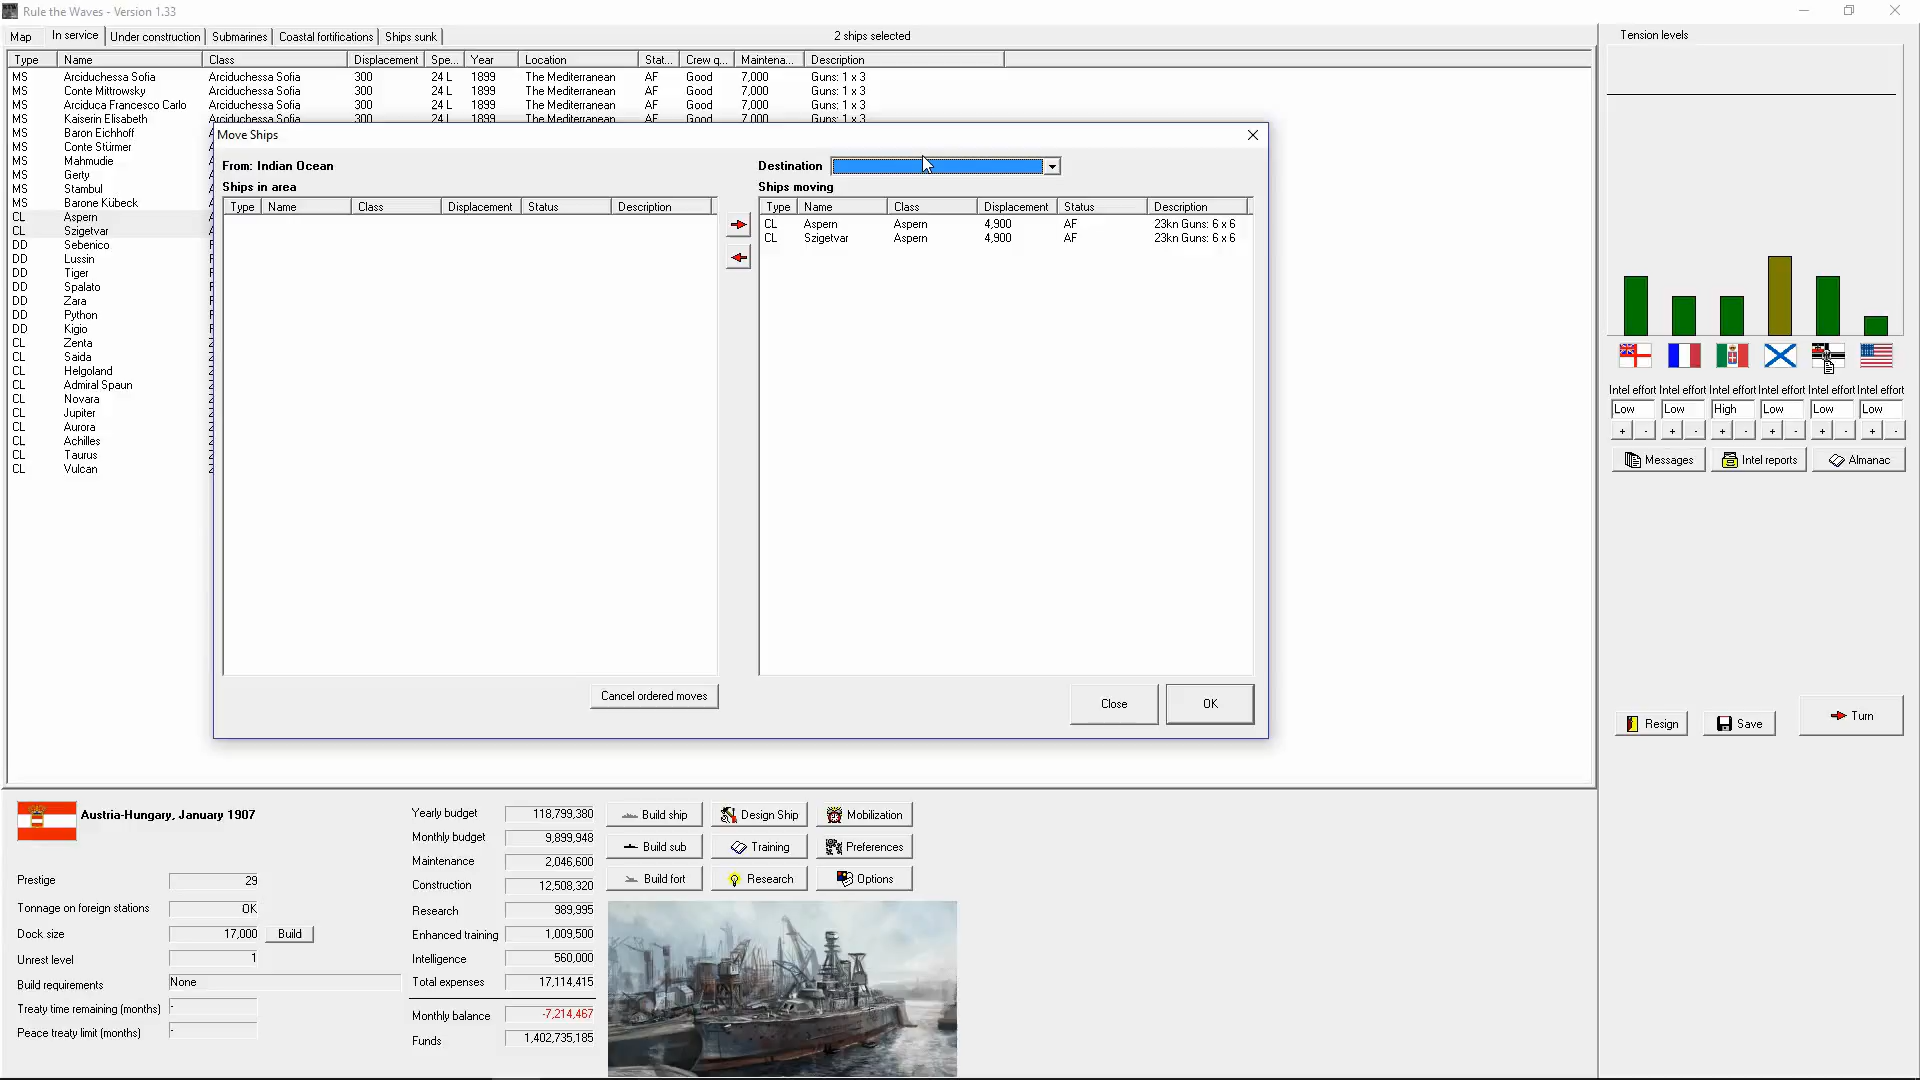 Rule the Waves - Version 1.33
Map In service Under construction Submarines Coastal fortifications Ships sunk 2 ships selected
Type Name Class Displacement Spe... Year Location Stat... Crew q... Maintena... Description
MS Arciduchessa Sofia Arciduchessa Sofia 300 24 L 1899 The Mediterranean AF Good 7,000 Guns: 1 x 3
MS Conte Mittrowsky Arciduchessa Sofia 300 24 L 1899 The Mediterranean AF Good 7,000 Guns: 1 x 3
MS Arciduca Francesco Carlo Arciduchessa Sofia 300 24 L 1899 The Mediterranean AF Good 7,000 Guns: 1 x 3
MS Kaiserin Elisabeth Arciduchessa Sofia 300 24 L 1899 The Mediterranean AF Good 7,000 Guns: 1 x 3
MS Baron Eichhoff
MS Conte Stürmer
MS Mahmudie
MS Gerty
MS Stambul
MS Barone Kübeck
CL Aspern
CL Szigetvar
DD Sebenico
DD Lussin
DD Tiger
DD Spalato
DD Zara
DD Python
DD Kigio
CL Zenta
CL Saida
CL Helgoland
CL Admiral Spaun
CL Novara
CL Jupiter
CL Aurora
CL Achilles
CL Taurus
CL Vulcan
Move Ships
From: Indian Ocean
Ships in area
Type Name Class Displacement Status Description
Cancel ordered moves
Destination
Ships moving
Type Name Class Displacement Status Description
CL Aspern Aspern 4,900 AF 23kn Guns: 6 x 6
CL Szigetvar Aspern 4,900 AF 23kn Guns: 6 x 6
Close OK
Tension levels
Intel effort Intel effort Intel effort Intel effort Intel effort Intel effort
Low Low High Low Low Low
+ - + - + - + - + - + -
Messages Intel reports Almanac
Resign Save Turn
Austria-Hungary, January 1907
Prestige 29
Tonnage on foreign stations OK
Dock size 17,000 Build
Unrest level 1
Build requirements None
Treaty time remaining (months) -
Peace treaty limit (months) -
Yearly budget 118,799,380
Monthly budget 9,899,948
Maintenance 2,046,600
Construction 12,508,320
Research 989,995
Enhanced training 1,009,500
Intelligence 560,000
Total expenses 17,114,415
Monthly balance -7,214,467
Funds 1,402,735,185
Build ship Design Ship Mobilization
Build sub Training Preferences
Build fort Research Options